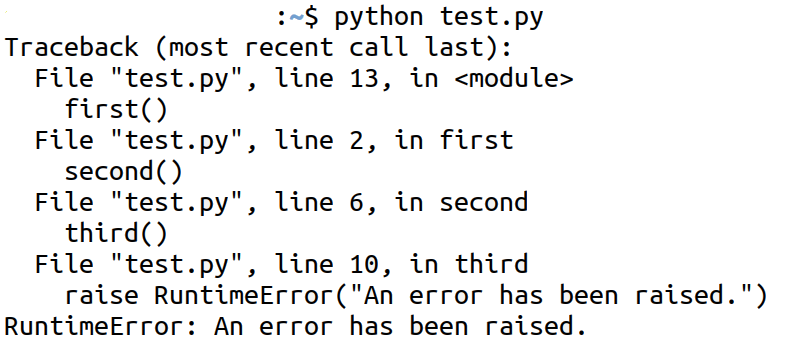 :~$ python test.py
Traceback (most recent call last):
  File "test.py", line 13, in <module>
    first()
  File "test.py", line 2, in first
    second()
  File "test.py", line 6, in second
    third()
  File "test.py", line 10, in third
    raise RuntimeError("An error has been raised.")
RuntimeError: An error has been raised.